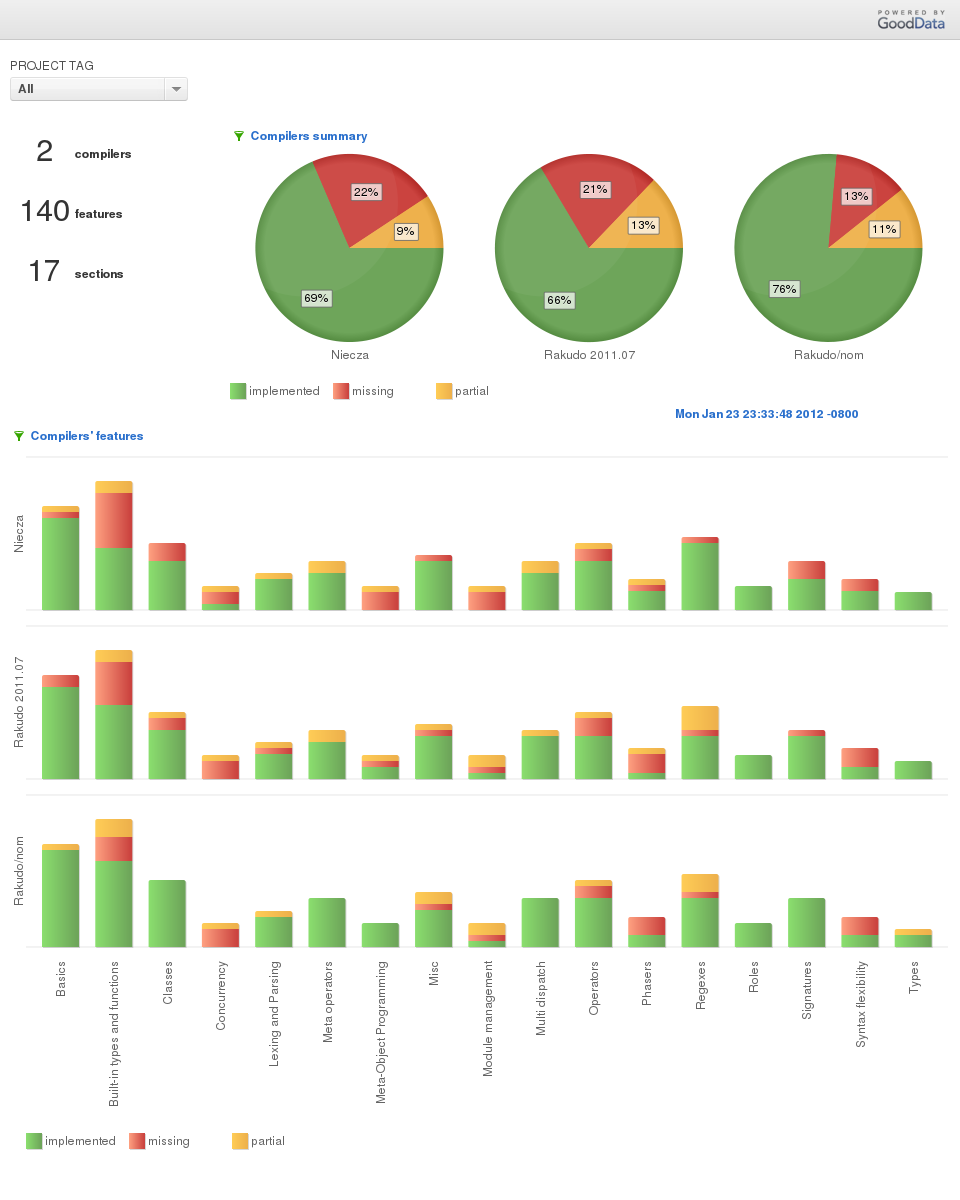 POWERED BY
GoodData
PROJECT TAG
All
2 compilers
140 features
17 sections
Compilers summary
22%
9%
69%
Niecza
21%
13%
66%
Rakudo 2011.07
13%
11%
76%
Rakudo/nom
implemented missing partial
Mon Jan 23 23:33:48 2012 -0800
Compilers' features
Niecza
Rakudo 2011.07
Rakudo/nom
Basics
Built-in types and functions
Classes
Concurrency
Lexing and Parsing
Meta operators
Meta-Object Programming
Misc
Module management
Multi dispatch
Operators
Phasers
Regexes
Roles
Signatures
Syntax flexibility
Types
implemented missing partial